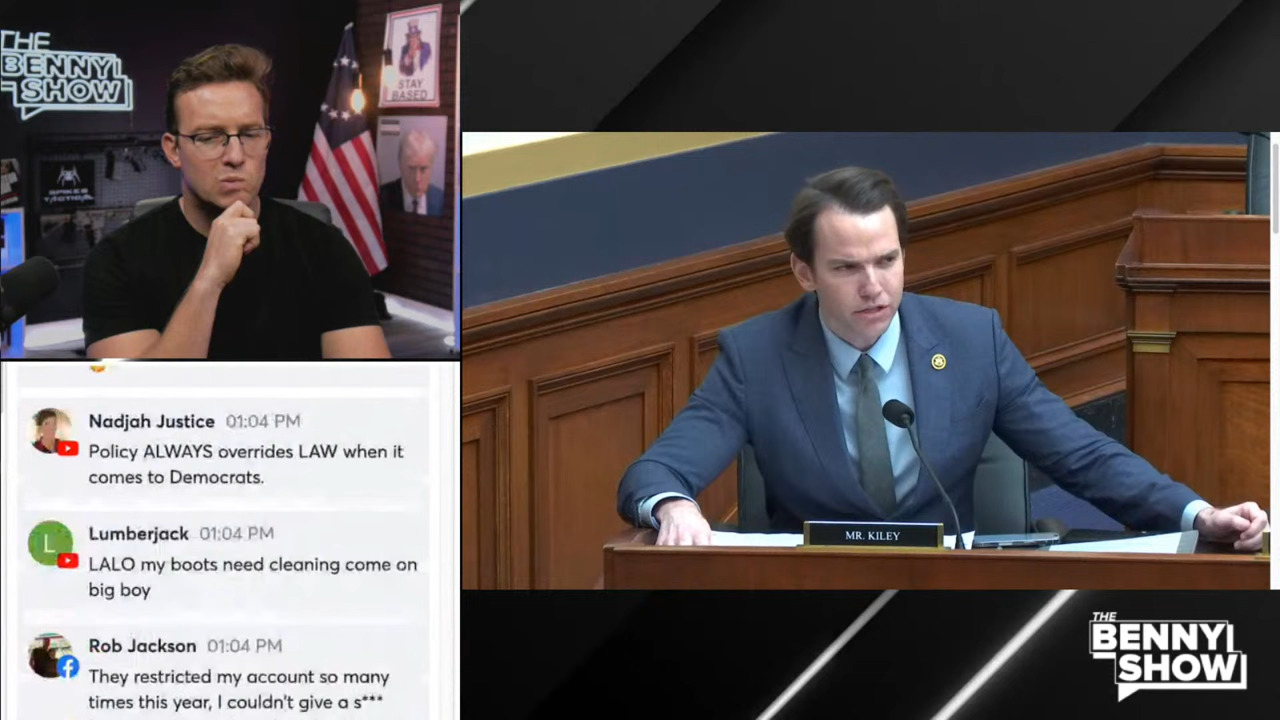 THE
BENNY
SHOW
STAY
BASED
SPIKES
TACTICAL
Nadjah Justice 01:04 PM
Policy ALWAYS overrides LAW when it
comes to Democrats.
L
Lumberjack 01:04 PM
LALO my boots need cleaning come on
big boy
Rob Jackson 01:04 PM
They restricted my account so many
times this year, I couldn't give a s***
MR. KILEY
THE
BENNY
SHOW